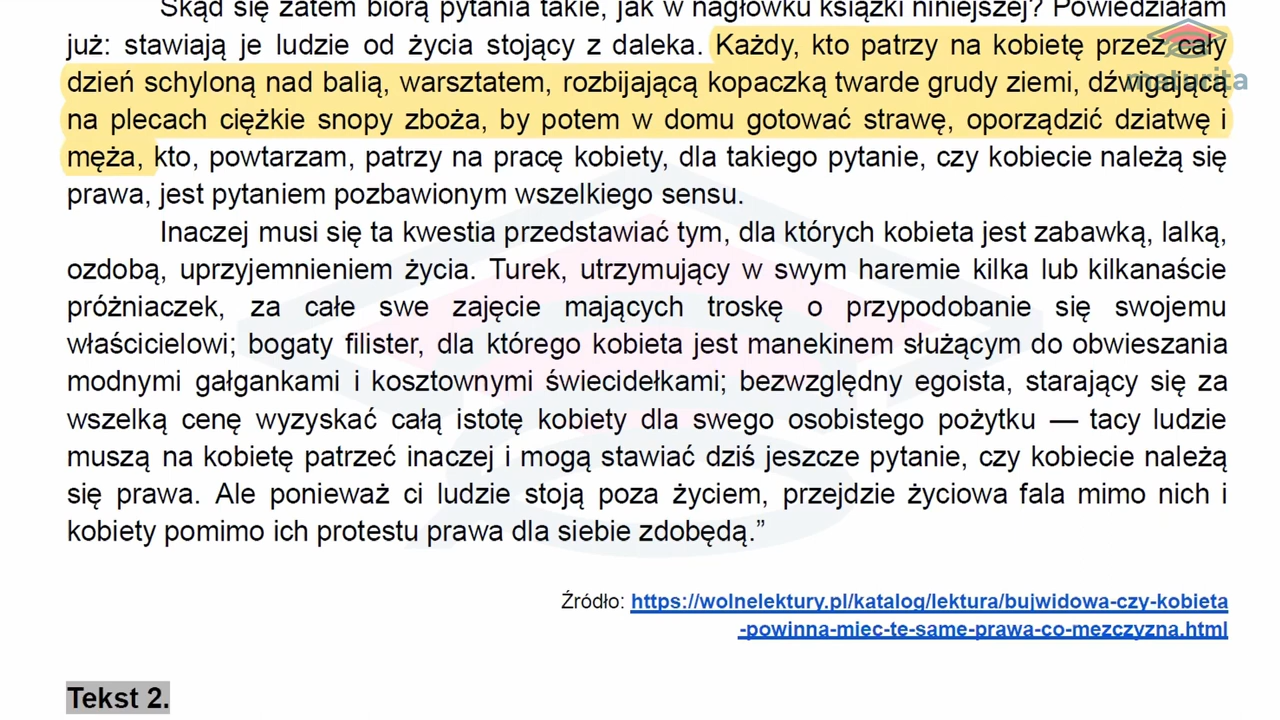 Skąd się zatem biorą pytania takie, jak w nagłówku książki niniejszej? Powiedziałam
już: stawiają je ludzie od życia stojący z daleka. Każdy, kto patrzy na kobietę przez cały
dzień schyloną nad balią, warsztatem, rozbijającą kopaczką twarde grudy ziemi, dźwigającą
na plecach ciężkie snopy zboża, by potem w domu gotować strawę, oporządzić dziatwę i
męża, kto, powtarzam, patrzy na pracę kobiety, dla takiego pytanie, czy kobiecie należą się
prawa, jest pytaniem pozbawionym wszelkiego sensu.
Inaczej musi się ta kwestia przedstawiać tym, dla których kobieta jest zabawką, lalką,
ozdobą, uprzyjemnieniem życia. Turek, utrzymujący w swym haremie kilka lub kilkanaście
próżniaczek, za całe swe zajęcie mających troskę o przypodobanie się swojemu
właścicielowi; bogaty filister, dla którego kobieta jest manekinem służącym do obwieszania
modnymi gałgankami i kosztownymi świecidełkami; bezwzględny egoista, starający się za
wszelką cenę wyzyskać całą istotę kobiety dla swego osobistego pożytku — tacy ludzie
muszą na kobietę patrzeć inaczej i mogą stawiać dziś jeszcze pytanie, czy kobiecie należą
się prawa. Ale ponieważ ci ludzie stoją poza życiem, przejdzie życiowa fala mimo nich i
kobiety pomimo ich protestu prawa dla siebie zdobędą.”
Źródło: https://wolnelektury.pl/katalog/lektura/bujwidowa-czy-kobieta
-powinna-miec-te-same-prawa-co-mezczyzna.html
Tekst 2.
maturita